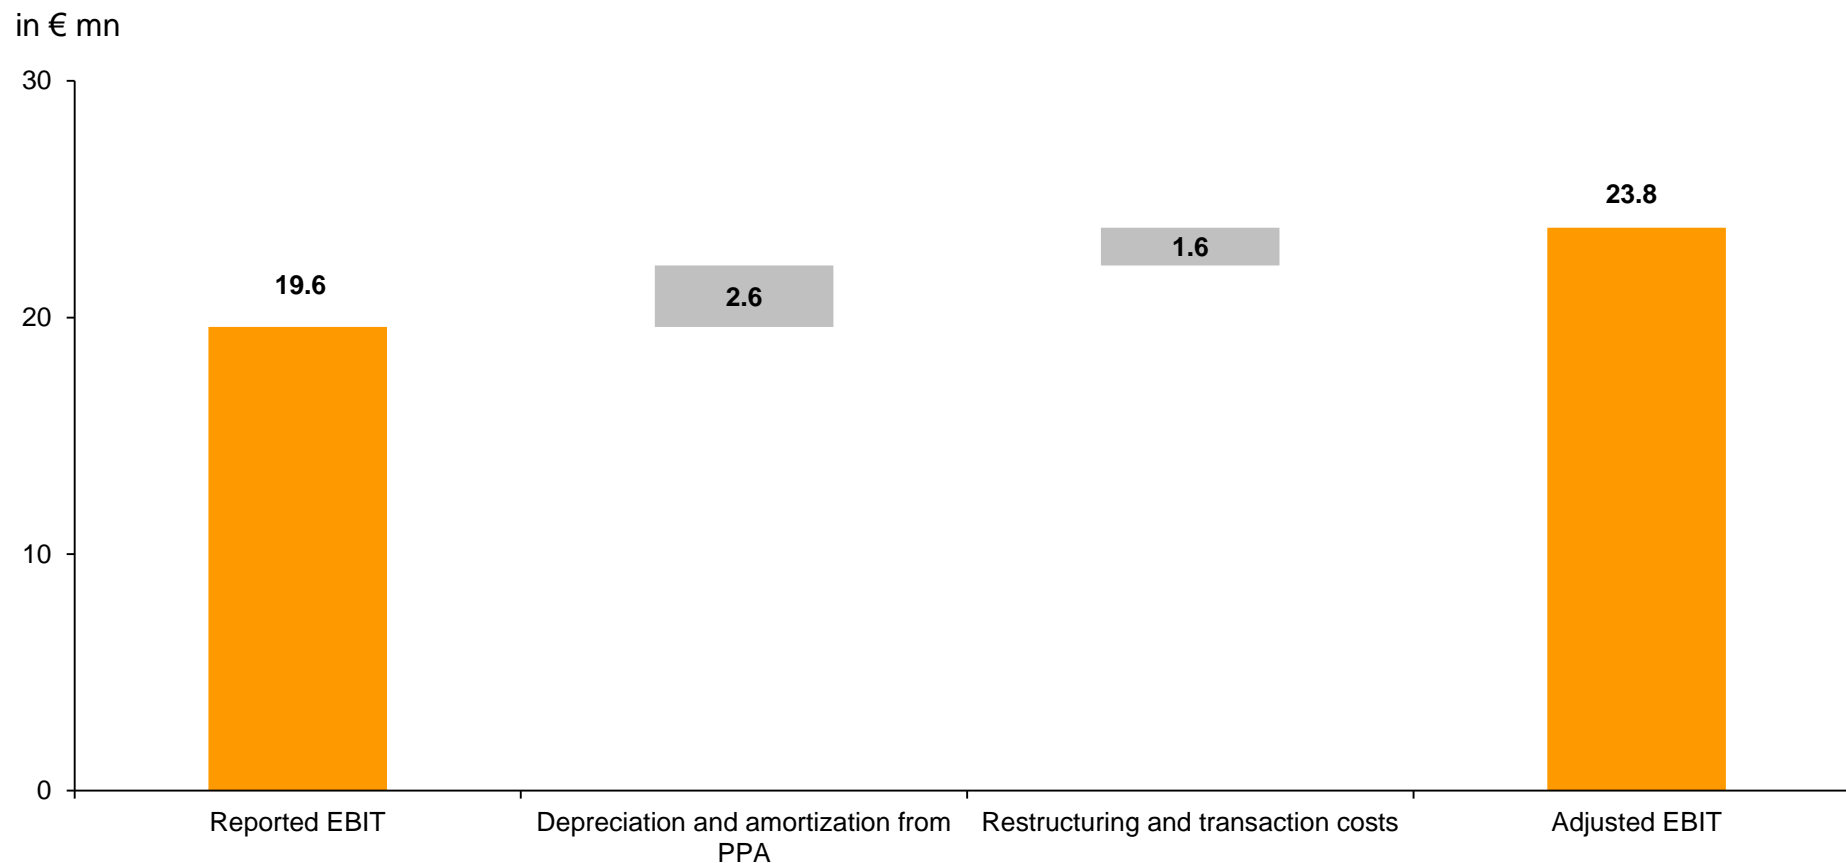 in € mn
30
20
10
0
19.6
2.6
1.6
23.8
Reported EBIT
Depreciation and amortization from
PPA
Restructuring and transaction costs
Adjusted EBIT